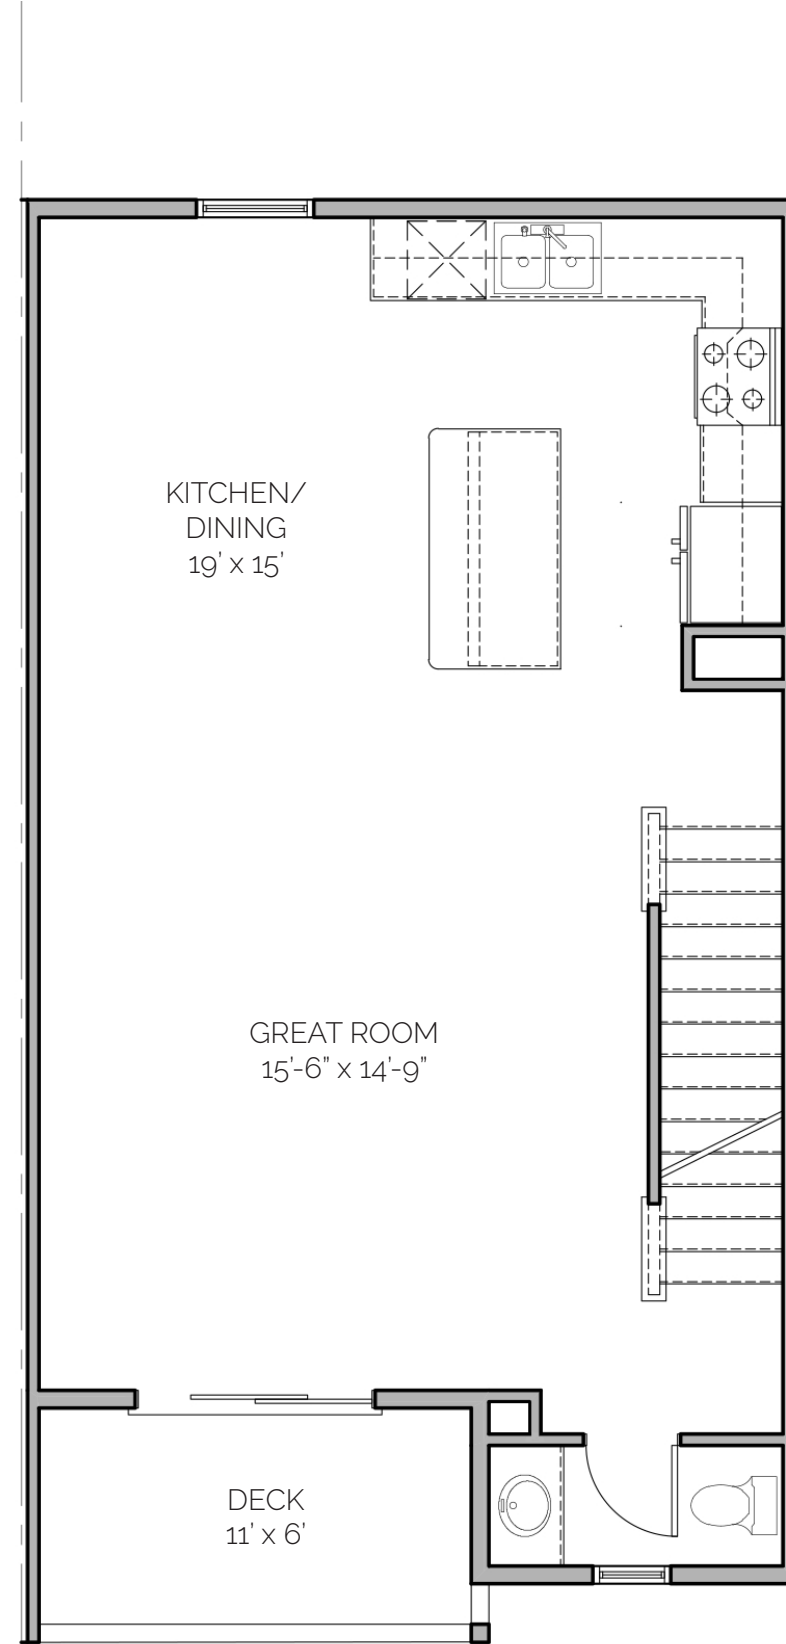 KITCHEN/
DINING
19' x 15'
GREAT ROOM
15'-6” x 14'-9”
DECK
11' x 6'